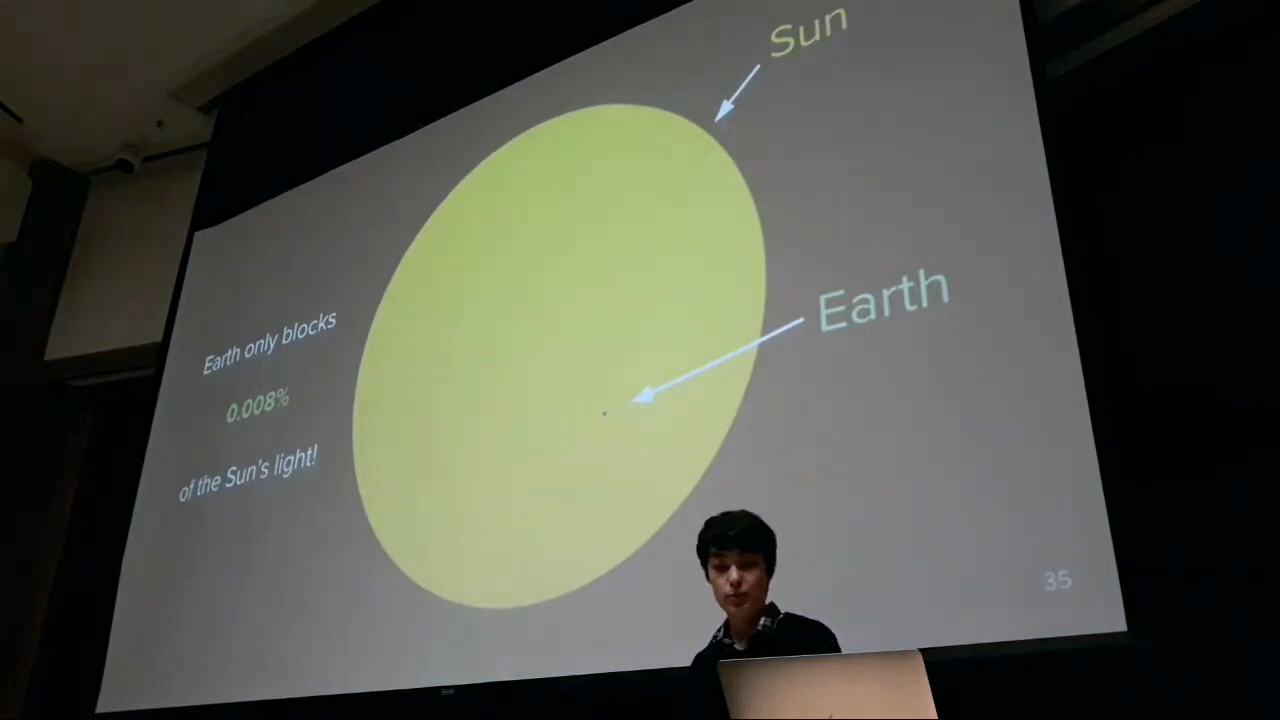 Sun
Earth
Earth only blocks
0.008%
of the Sun's light!
35